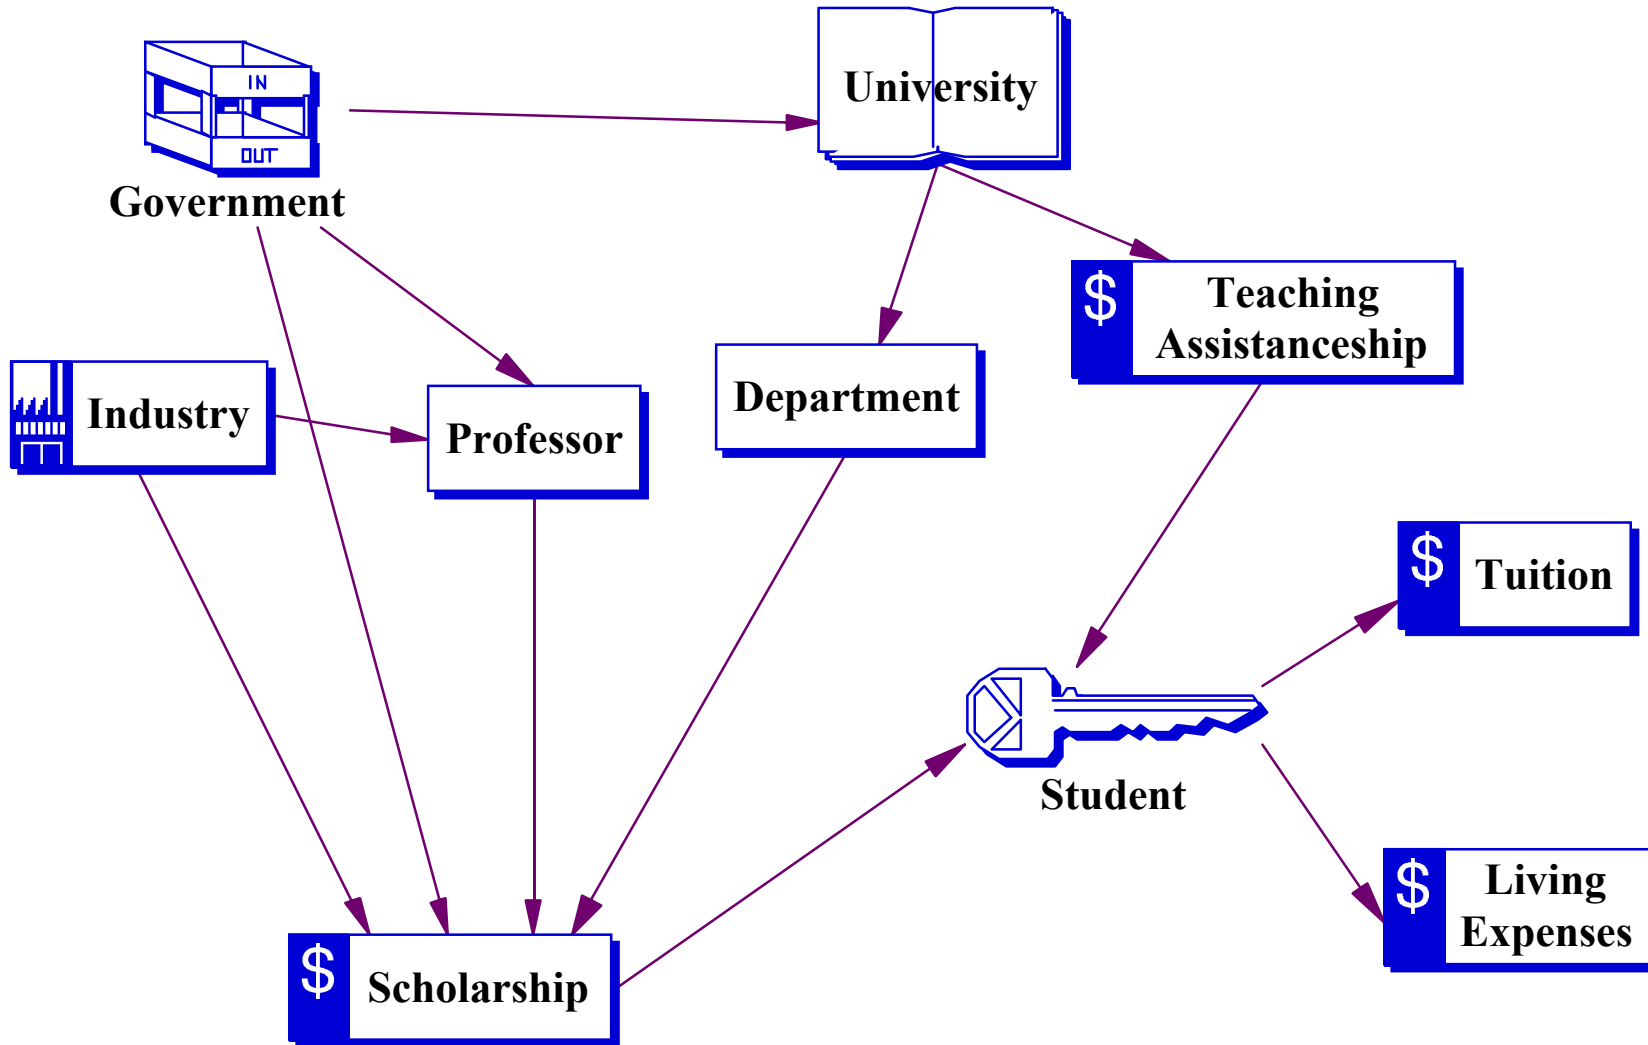 IN
OUT
Government
University
$
Teaching
Assistanceship
Industry
Professor
Department
$
Tuition
Student
$
Living
Expenses
$
Scholarship